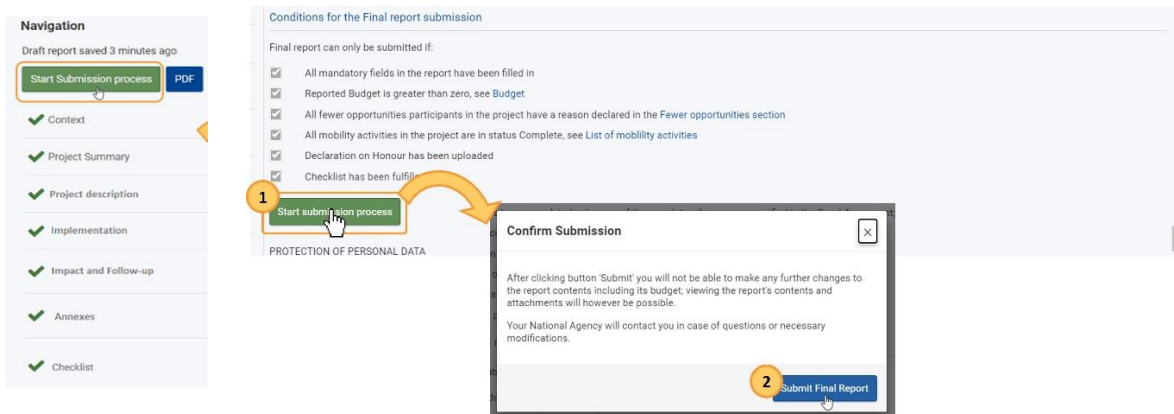 Navigation
Draft report saved 3 minutes ago
Start Submission process
PDF
Context
Project Summary
Project description
Implementation
Impact and Follow-up
Annexes
Checklist
Conditions for the Final report submission
Final report can only be submitted if:
All mandatory fields in the report have been filled in
Reported Budget is greater than zero, see Budget
All fewer opportunities participants in the project have a reason declared in the Fewer opportunities section
All mobility activities in the project are in status Complete, see List of moblility activities
Declaration on Honour has been uploaded
Checklist has been
1
Start submission process
PROTECTION OF PERSONAL DATA
Confirm Submission
After clicking button 'Submit' you will not be able to make any further changes to
the report contents including its budget; viewing the report's contents and
attachments will however be possible.
Your National Agency will contact you in case of questions or necessary
modifications.
2
Submit Final Report